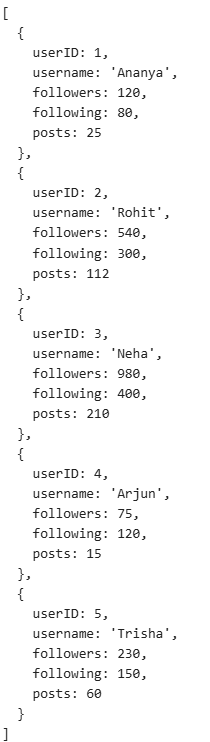 [
  {
    userID: 1,
    username: 'Ananya',
    followers: 120,
    following: 80,
    posts: 25
  },
  {
    userID: 2,
    username: 'Rohit',
    followers: 540,
    following: 300,
    posts: 112
  },
  {
    userID: 3,
    username: 'Neha',
    followers: 980,
    following: 400,
    posts: 210
  },
  {
    userID: 4,
    username: 'Arjun',
    followers: 75,
    following: 120,
    posts: 15
  },
  {
    userID: 5,
    username: 'Trisha',
    followers: 230,
    following: 150,
    posts: 60
  }
]